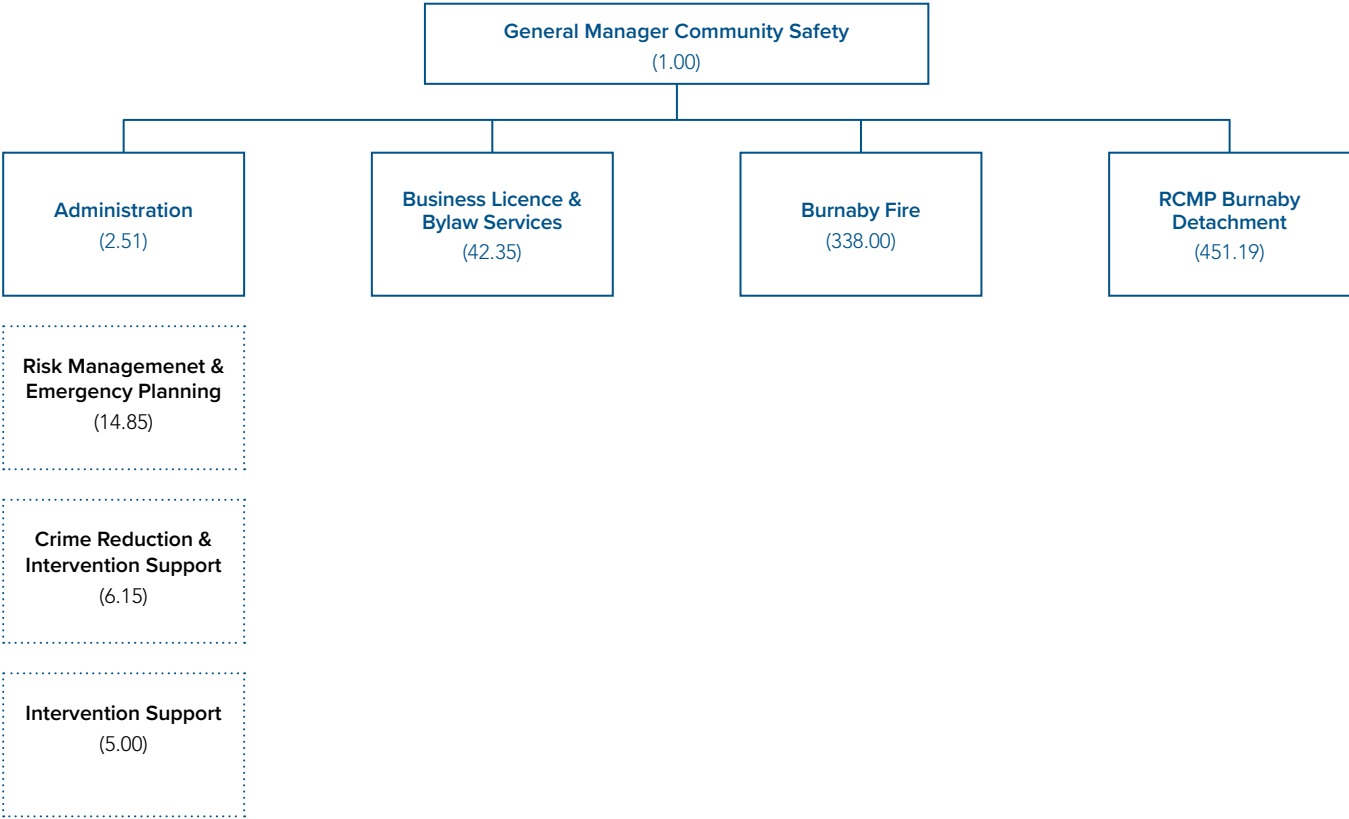 General Manager Community Safety
(1.00)
Administration
(2.51)
Business Licence &
Bylaw Services
(42.35)
Burnaby Fire
(338.00)
RCMP Burnaby
Detachment
(451.19)
Risk Managemenet &
Emergency Planning
(14.85)
Crime Reduction &
Intervention Support
(6.15)
Intervention Support
(5.00)